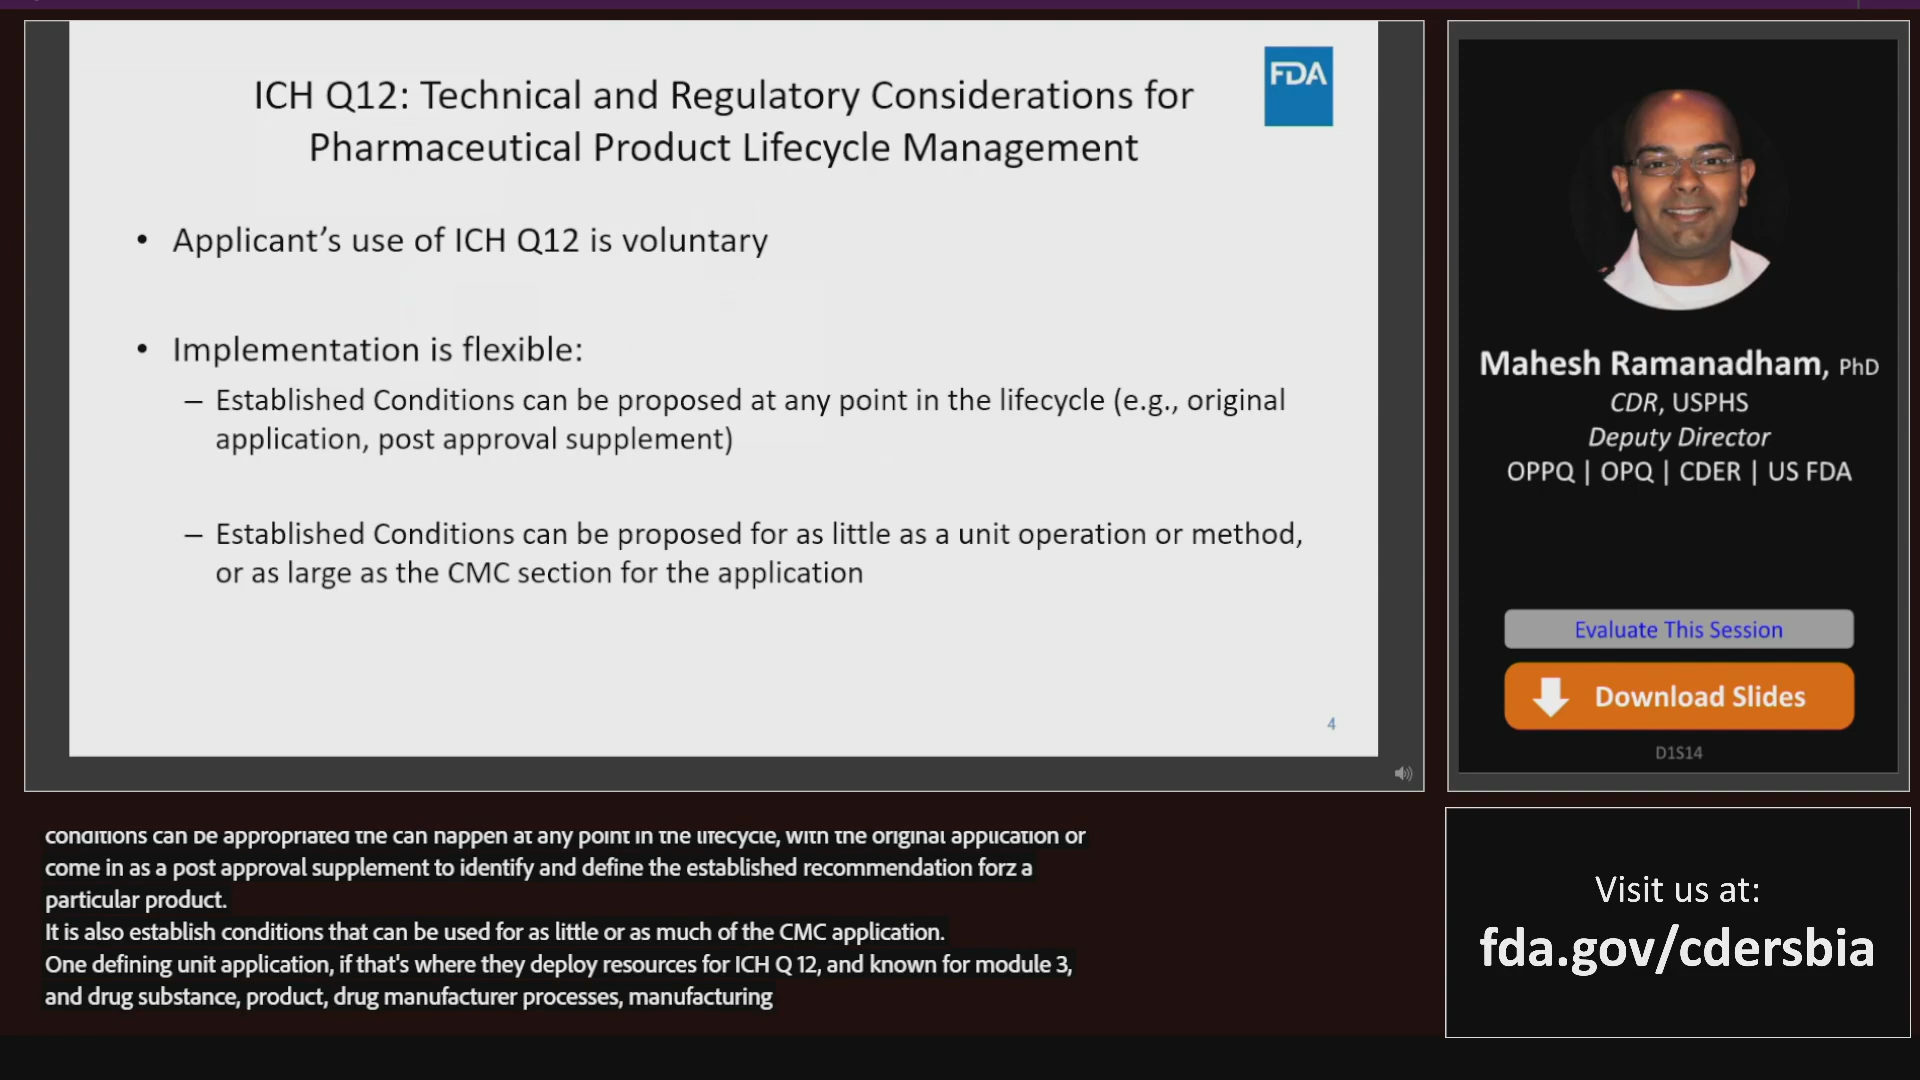 FDA
ICH Q12: Technical and Regulatory Considerations for
Pharmaceutical Product Lifecycle Management
• Applicant’s use of ICH Q12 is voluntary
• Implementation is flexible:
– Established Conditions can be proposed at any point in the lifecycle (e.g., original
application, post approval supplement)
– Established Conditions can be proposed for as little as a unit operation or method,
or as large as the CMC section for the application
4
Mahesh Ramanadham, PhD
CDR, USPHS
Deputy Director
OPPQ | OPQ | CDER | US FDA
Evaluate This Session
Download Slides
D1S14
conditions can be appropriated the can happen at any point in the lifecycle, with the original application or
come in as a post approval supplement to identify and define the established recommendation forz a
particular product.
It is also establish conditions that can be used for as little or as much of the CMC application.
One defining unit application, if that's where they deploy resources for ICH Q 12, and known for module 3,
and drug substance, product, drug manufacturer processes, manufacturing
Visit us at:
fda.gov/cdersbia